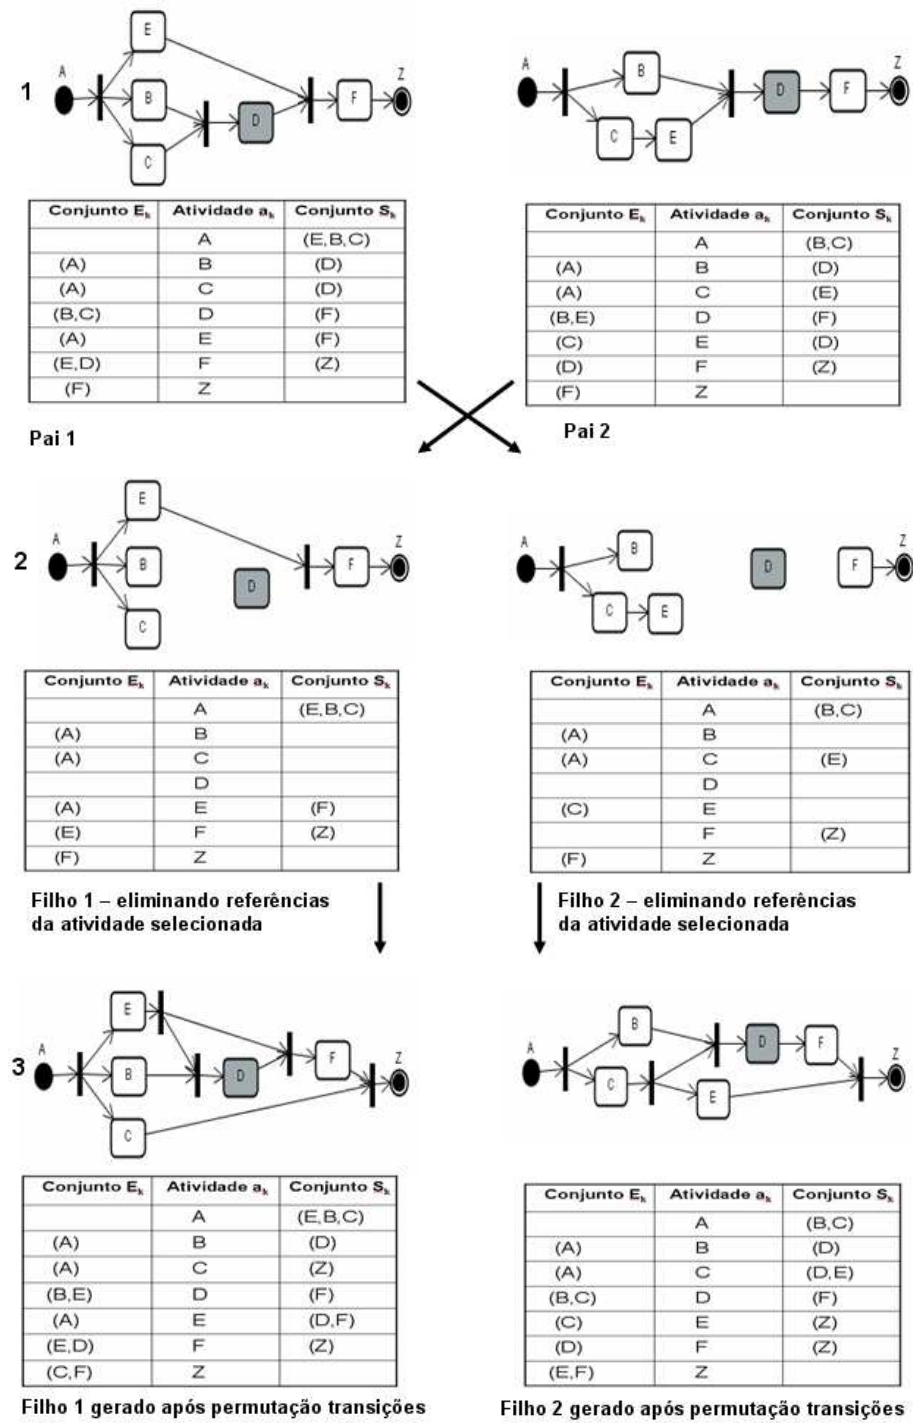 1
A
E
B
C
D
F
Z
Conjunto Ek Atividade ak Conjunto Sk
A (E,B,C)
(A) B (D)
(A) C (D)
(B,C) D (F)
(A) E (F)
(E,D) F (Z)
(F) Z
Pai 1
A
B
C
E
D
F
Z
Conjunto Ek Atividade ak Conjunto Sk
A (B,C)
(A) B (D)
(A) C (E)
(B,E) D (F)
(C) E (D)
(D) F (Z)
(F) Z
Pai 2
2
A
E
B
C
D
F
Z
Conjunto Ek Atividade ak Conjunto Sk
A (E,B,C)
(A) B
(A) C
D
(A) E (F)
(E) F (Z)
(F) Z
Filho 1 – eliminando referências
da atividade selecionada
A
B
C
E
D
F
Z
Conjunto Ek Atividade ak Conjunto Sk
A (B,C)
(A) B
(A) C (E)
D
(C) E
F (Z)
(F) Z
Filho 2 – eliminando referências
da atividade selecionada
3
A
E
B
C
D
F
Z
Conjunto Ek Atividade ak Conjunto Sk
A (E,B,C)
(A) B (D)
(A) C (Z)
(B,E) D (F)
(A) E (D,F)
(E,D) F (Z)
(C,F) Z
Filho 1 gerado após permutação transições
A
B
C
D
E
F
Z
Conjunto Ek Atividade ak Conjunto Sk
A (B,C)
(A) B (D)
(A) C (D,E)
(B,C) D (F)
(C) E (Z)
(D) F (Z)
(E,F) Z
Filho 2 gerado após permutação transições